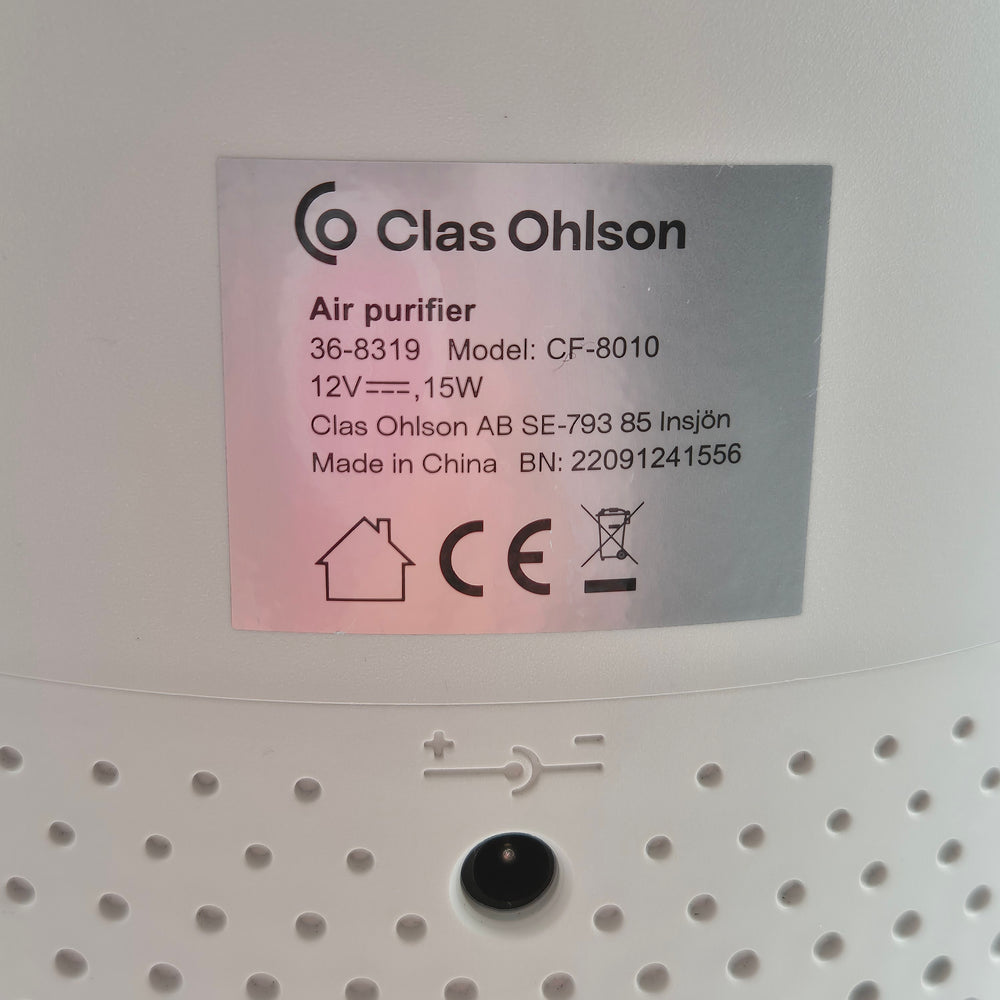 Clas Ohlson
Air purifier
36-8319 Model: CF-8010
12V⎓,15W
Clas Ohlson AB SE-793 85 Insjön
Made in China BN: 22091241556
CE
+ −